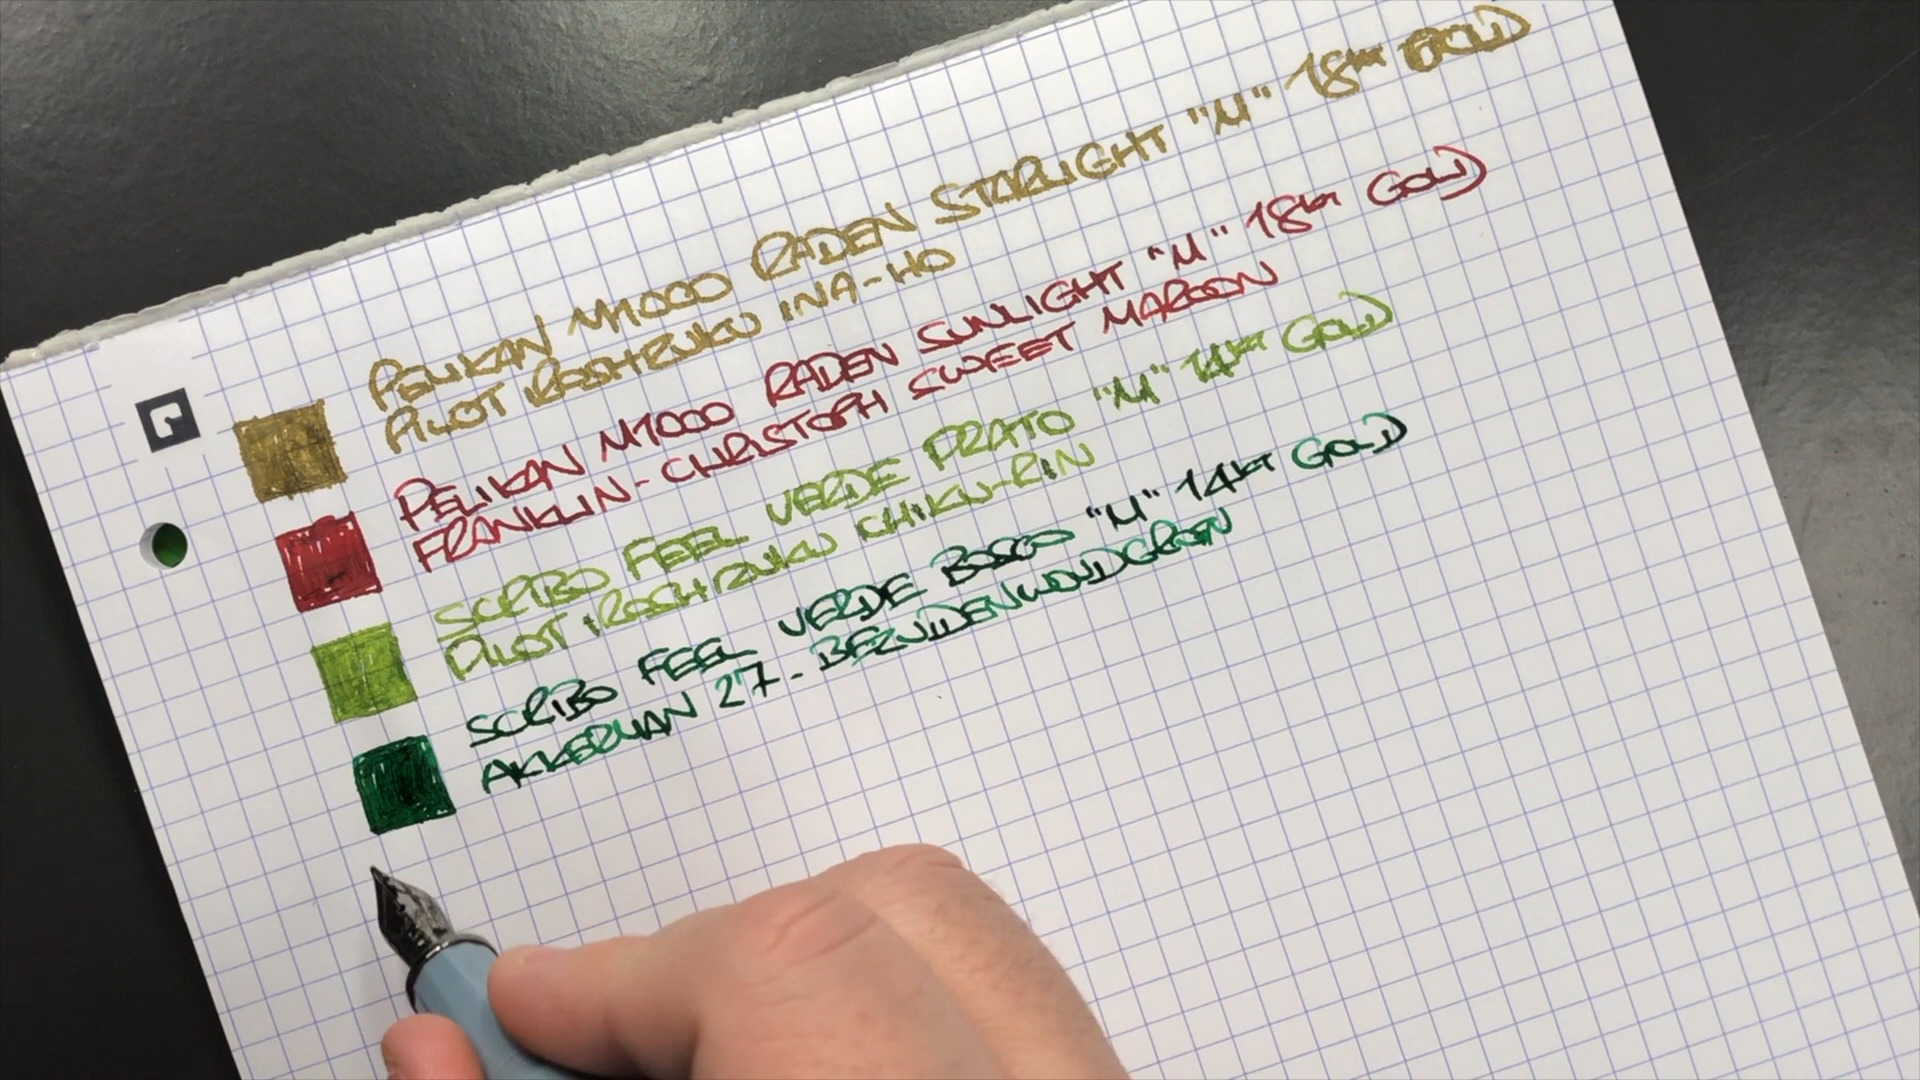 PELIKAN M1000 RADEN STARLIGHT "M" 18kt GOLD
PILOT IROSHIZUKU INA-HO
PELIKAN M1000 RADEN SUNLIGHT "M" 18kt GOLD
FRANKLIN-CHRISTOPH SWEET MAROON
SCRIBO FEEL VERDE PRATO "M" 14kt GOLD
PILOT IROSHIZUKU CHIKU-RIN
SCRIBO FEEL VERDE BOSCO "M" 14kt GOLD
AKKERMAN 27 - BEZUIDENWOUDGROEN